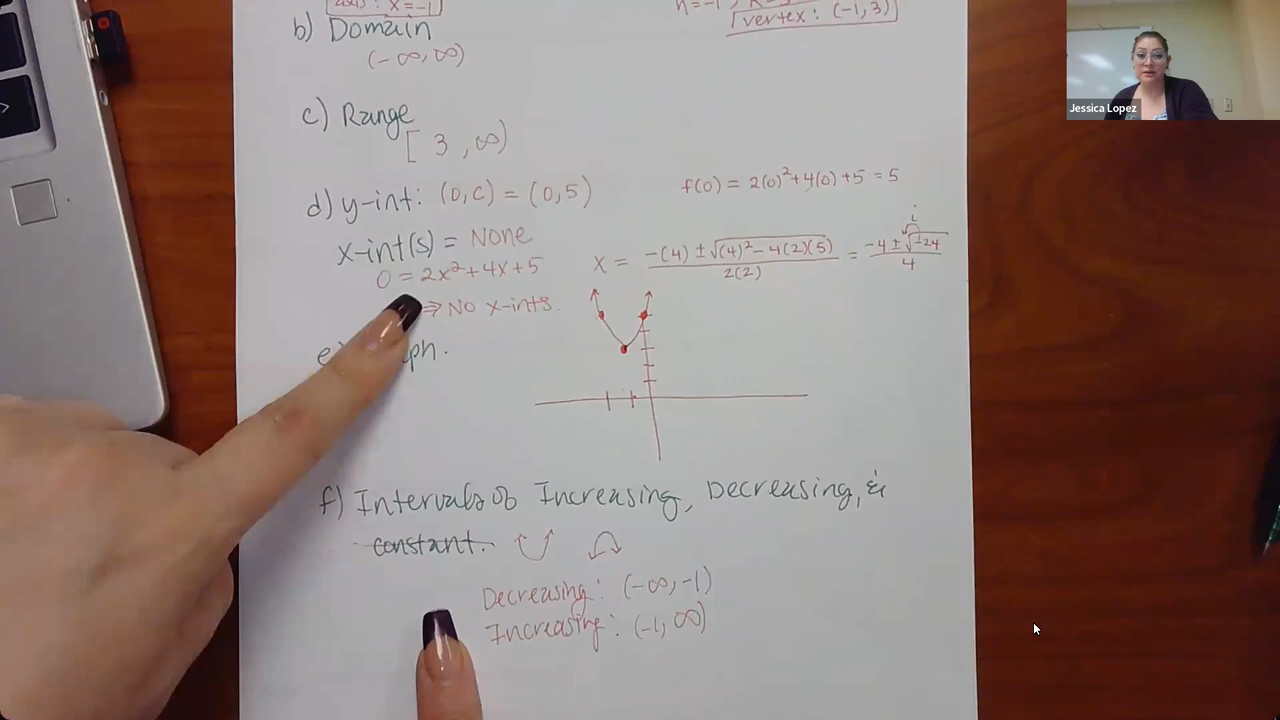 axis: x=-1
vertex: (-1,3)
b) Domain
(-∞,∞)
c) Range
[3,∞)
d) y-int: (0,c) = (0,5)
f(0) = 2(0)²+4(0)+5 = 5
x-int(s) = None
0 = 2x²+4x+5
x = -(4) ± √(4)² - 4(2)(5) / 2(2) = -4 ± √-24 / 4
i
⇒ No x-ints.
f) Intervals of Increasing, Decreasing, &
constant.
Decreasing: (-∞,-1)
Increasing: (-1,∞)
Jessica Lopez